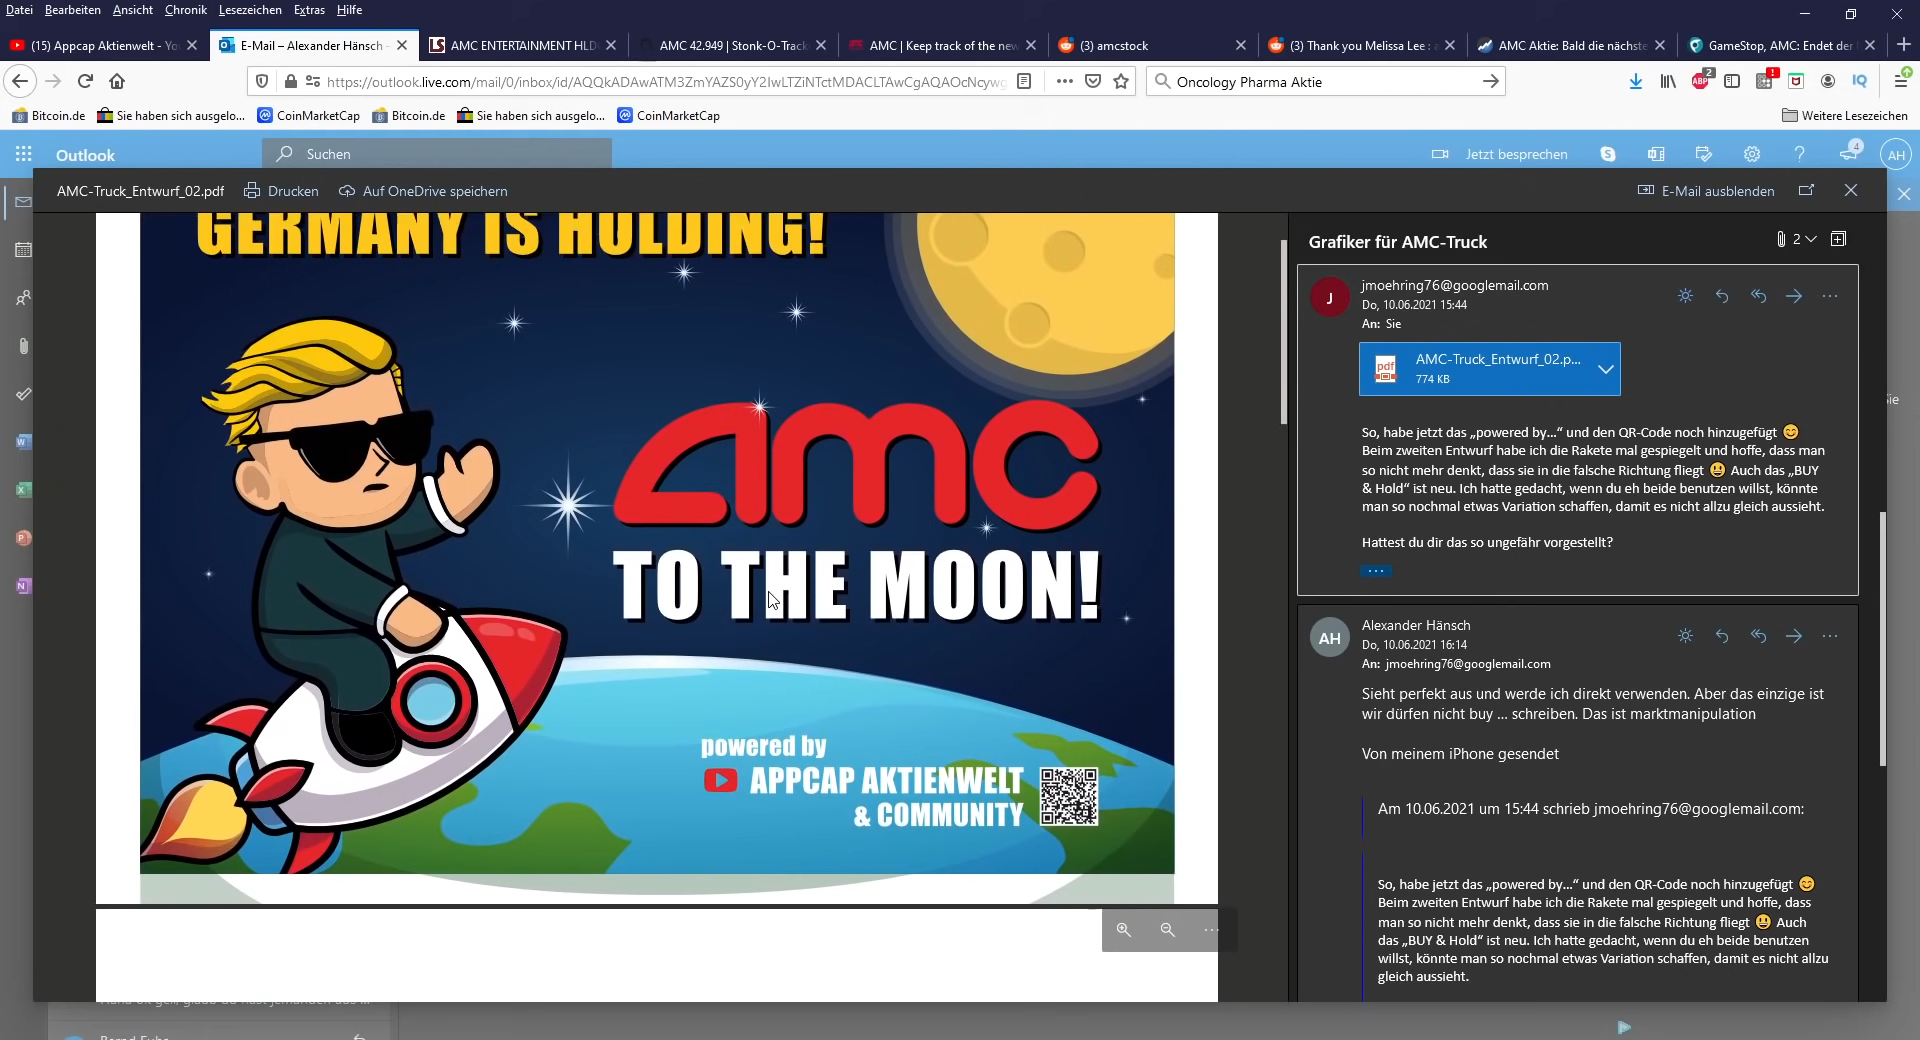 Datei Bearbeiten Ansicht Chronik Lesezeichen Extras Hilfe
(15) Appcap Aktienwelt - Yo
E-Mail – Alexander Hänsch -
AMC ENTERTAINMENT HLD
AMC 42.949 | Stonk-O-Track
AMC | Keep track of the new
(3) amcstock
(3) Thank you Melissa Lee :
AMC Aktie: Bald die nächste
GameStop, AMC: Endet der
https://outlook.live.com/mail/0/inbox/id/AQQkADAwATM3ZmYAZS0yY2IwLTZiNTctMDACLTAwCgAQAOcNcywg
Oncology Pharma Aktie
ABP 2
!
IQ
Bitcoin.de
Sie haben sich ausgelo...
CoinMarketCap
Bitcoin.de
Sie haben sich ausgelo...
CoinMarketCap
Weitere Lesezeichen
Outlook
Suchen
Jetzt besprechen
4
AH
AMC-Truck_Entwurf_02.pdf
Drucken
Auf OneDrive speichern
E-Mail ausblenden
GERMANY IS HOLDING!
amc
TO THE MOON!
powered by
APPCAP AKTIENWELT
& COMMUNITY
Grafiker für AMC-Truck
2
J
jmoehring76@googlemail.com
Do, 10.06.2021 15:44
An: Sie
pdf
AMC-Truck_Entwurf_02.p...
774 KB
So, habe jetzt das „powered by...“ und den QR-Code noch hinzugefügt 😊
Beim zweiten Entwurf habe ich die Rakete mal gespiegelt und hoffe, dass man
so nicht mehr denkt, dass sie in die falsche Richtung fliegt 😃 Auch das „BUY
& Hold“ ist neu. Ich hatte gedacht, wenn du eh beide benutzen willst, könnte
man so nochmal etwas Variation schaffen, damit es nicht allzu gleich aussieht.
Hattest du dir das so ungefähr vorgestellt?
...
AH
Alexander Hänsch
Do, 10.06.2021 16:14
An: jmoehring76@googlemail.com
Sieht perfekt aus und werde ich direkt verwenden. Aber das einzige ist
wir dürfen nicht buy ... schreiben. Das ist marktmanipulation
Von meinem iPhone gesendet
Am 10.06.2021 um 15:44 schrieb jmoehring76@googlemail.com:
So, habe jetzt das „powered by...“ und den QR-Code noch hinzugefügt 😊
Beim zweiten Entwurf habe ich die Rakete mal gespiegelt und hoffe, dass
man so nicht mehr denkt, dass sie in die falsche Richtung fliegt 😃 Auch
das „BUY & Hold“ ist neu. Ich hatte gedacht, wenn du eh beide benutzen
willst, könnte man so nochmal etwas Variation schaffen, damit es nicht allzu
gleich aussieht.